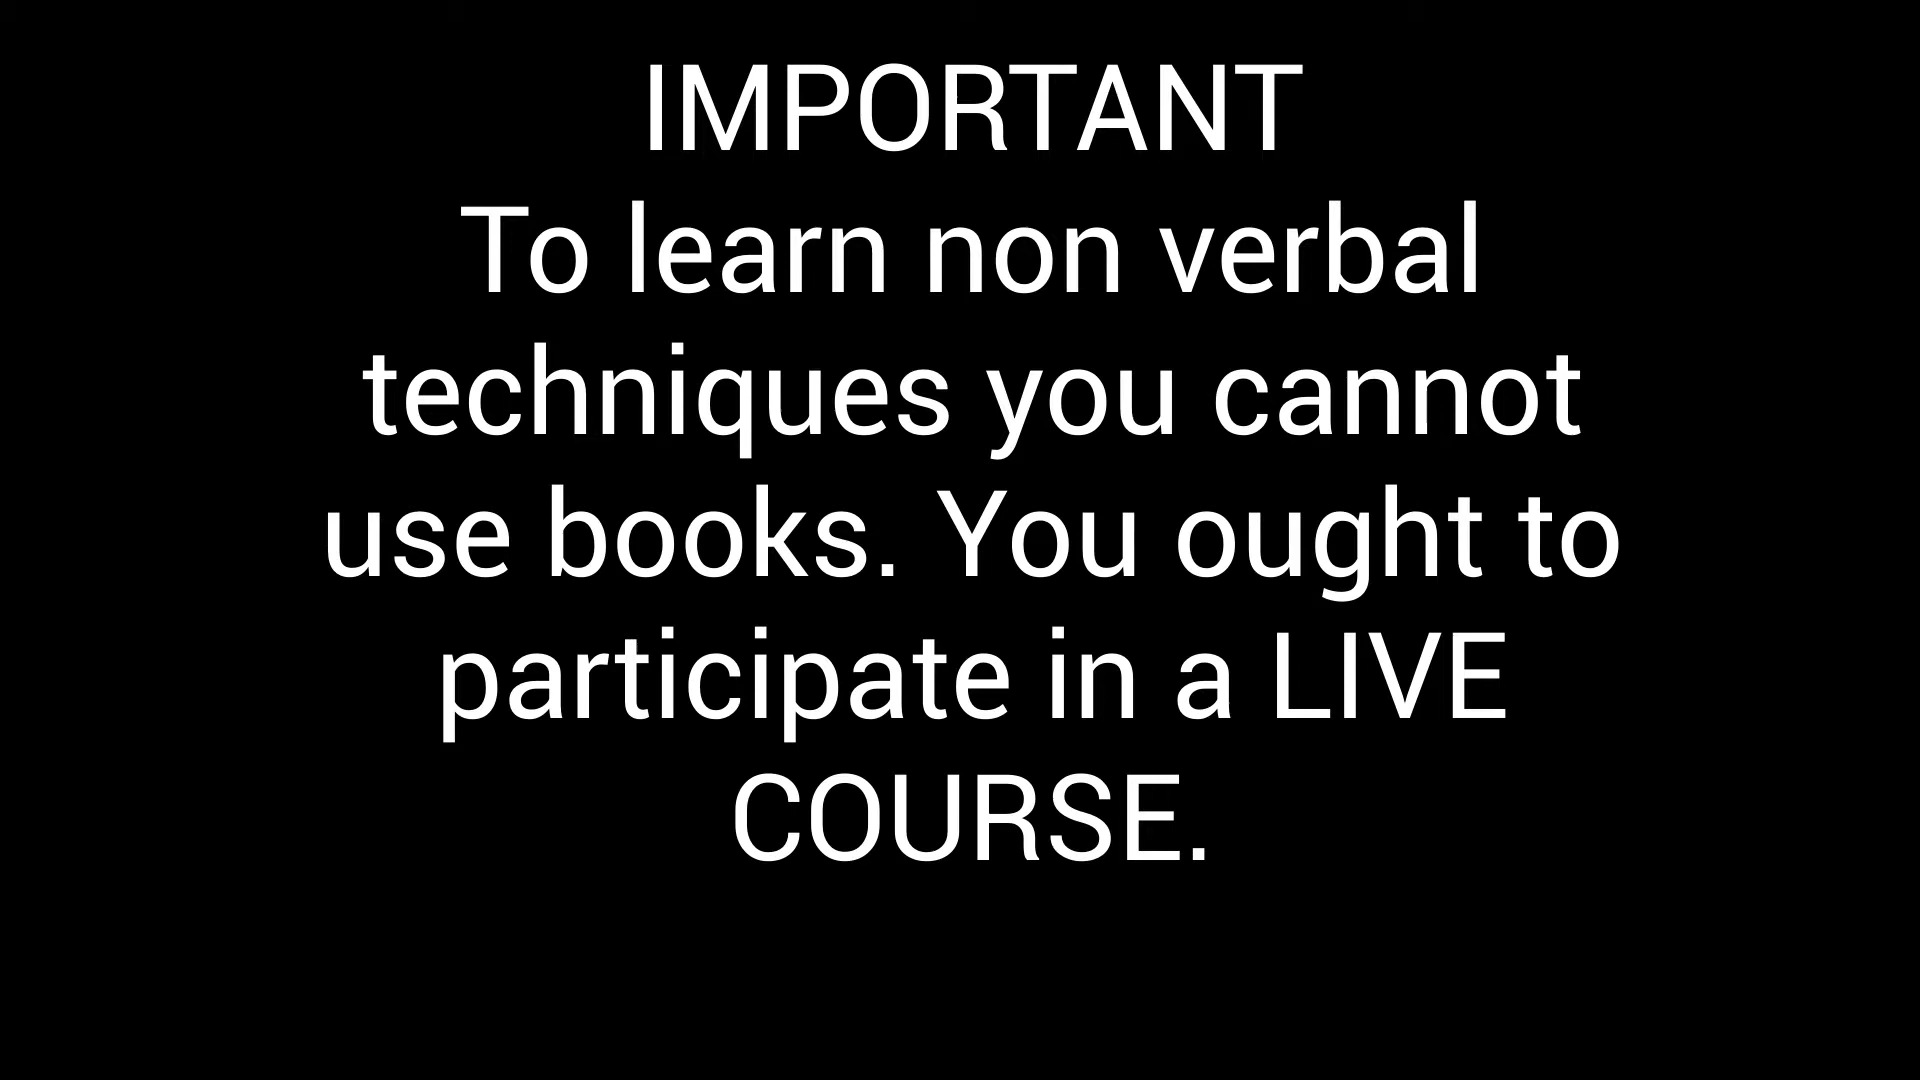 IMPORTANT
To learn non verbal
techniques you cannot
use books. You ought to
participate in a LIVE
COURSE.